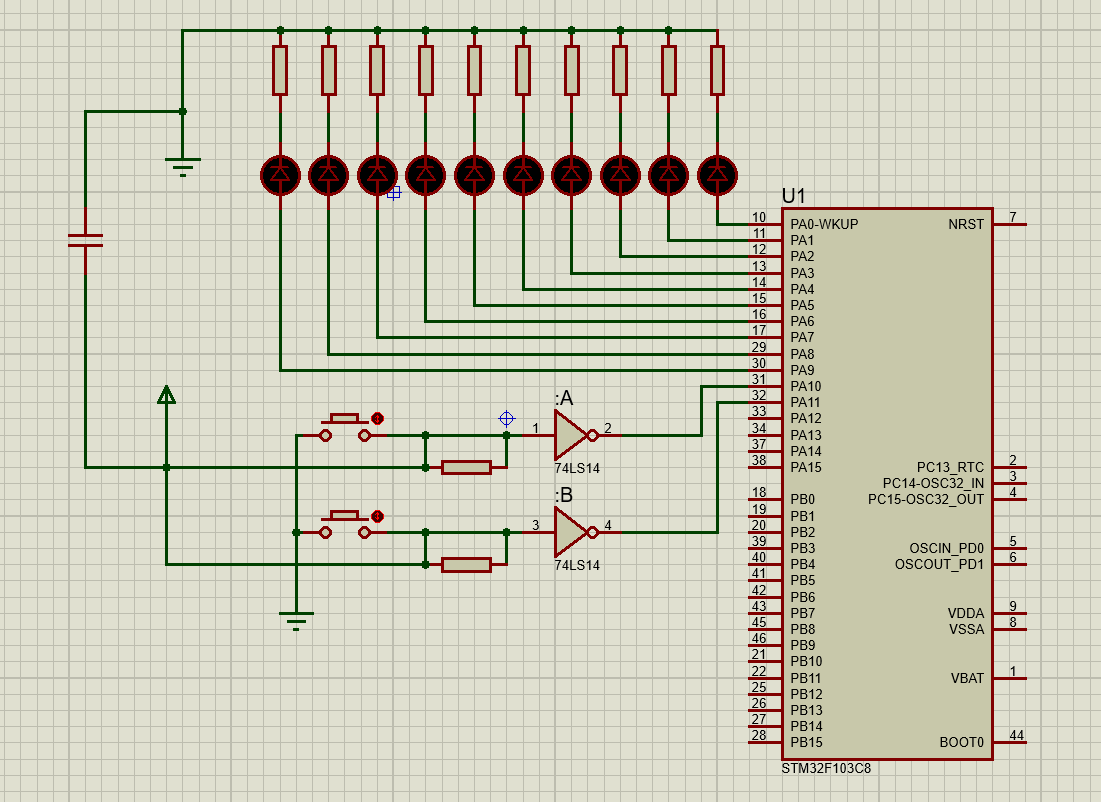 U1
10 PA0-WKUP NRST 7
11 PA1
12 PA2
13 PA3
14 PA4
15 PA5
16 PA6
17 PA7
29 PA8
30 PA9
31 PA10
32 PA11
33 PA12
34 PA13
37 PA14
38 PA15 PC13_RTC 2
PC14-OSC32_IN 3
18 PB0 PC15-OSC32_OUT 4
19 PB1
20 PB2
39 PB3 OSCIN_PD0 5
40 PB4 OSCOUT_PD1 6
41 PB5
42 PB6
43 PB7 VDDA 9
45 PB8 VSSA 8
46 PB9
21 PB10
22 PB11 VBAT 1
25 PB12
26 PB13
27 PB14
28 PB15 BOOT0 44
STM32F103C8
:A
1 2
74LS14
:B
3 4
74LS14